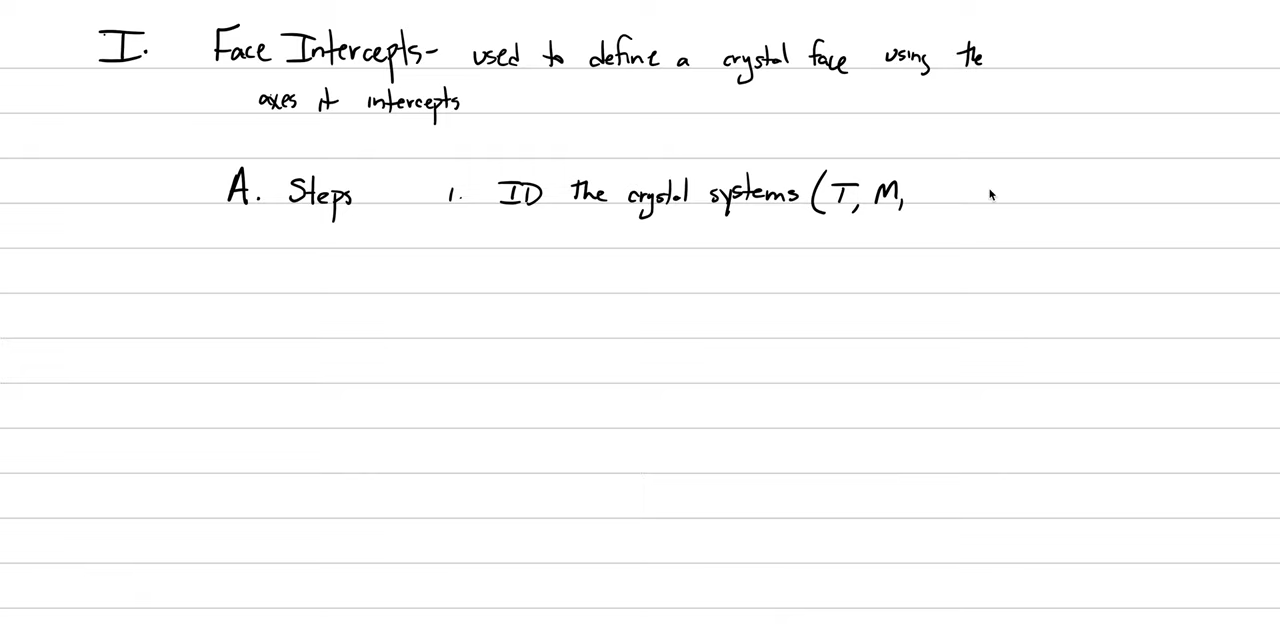 I. Face Intercepts- used to define a crystal face using the
axes it intercepts
A. Steps 1. ID the crystal systems (T, M,